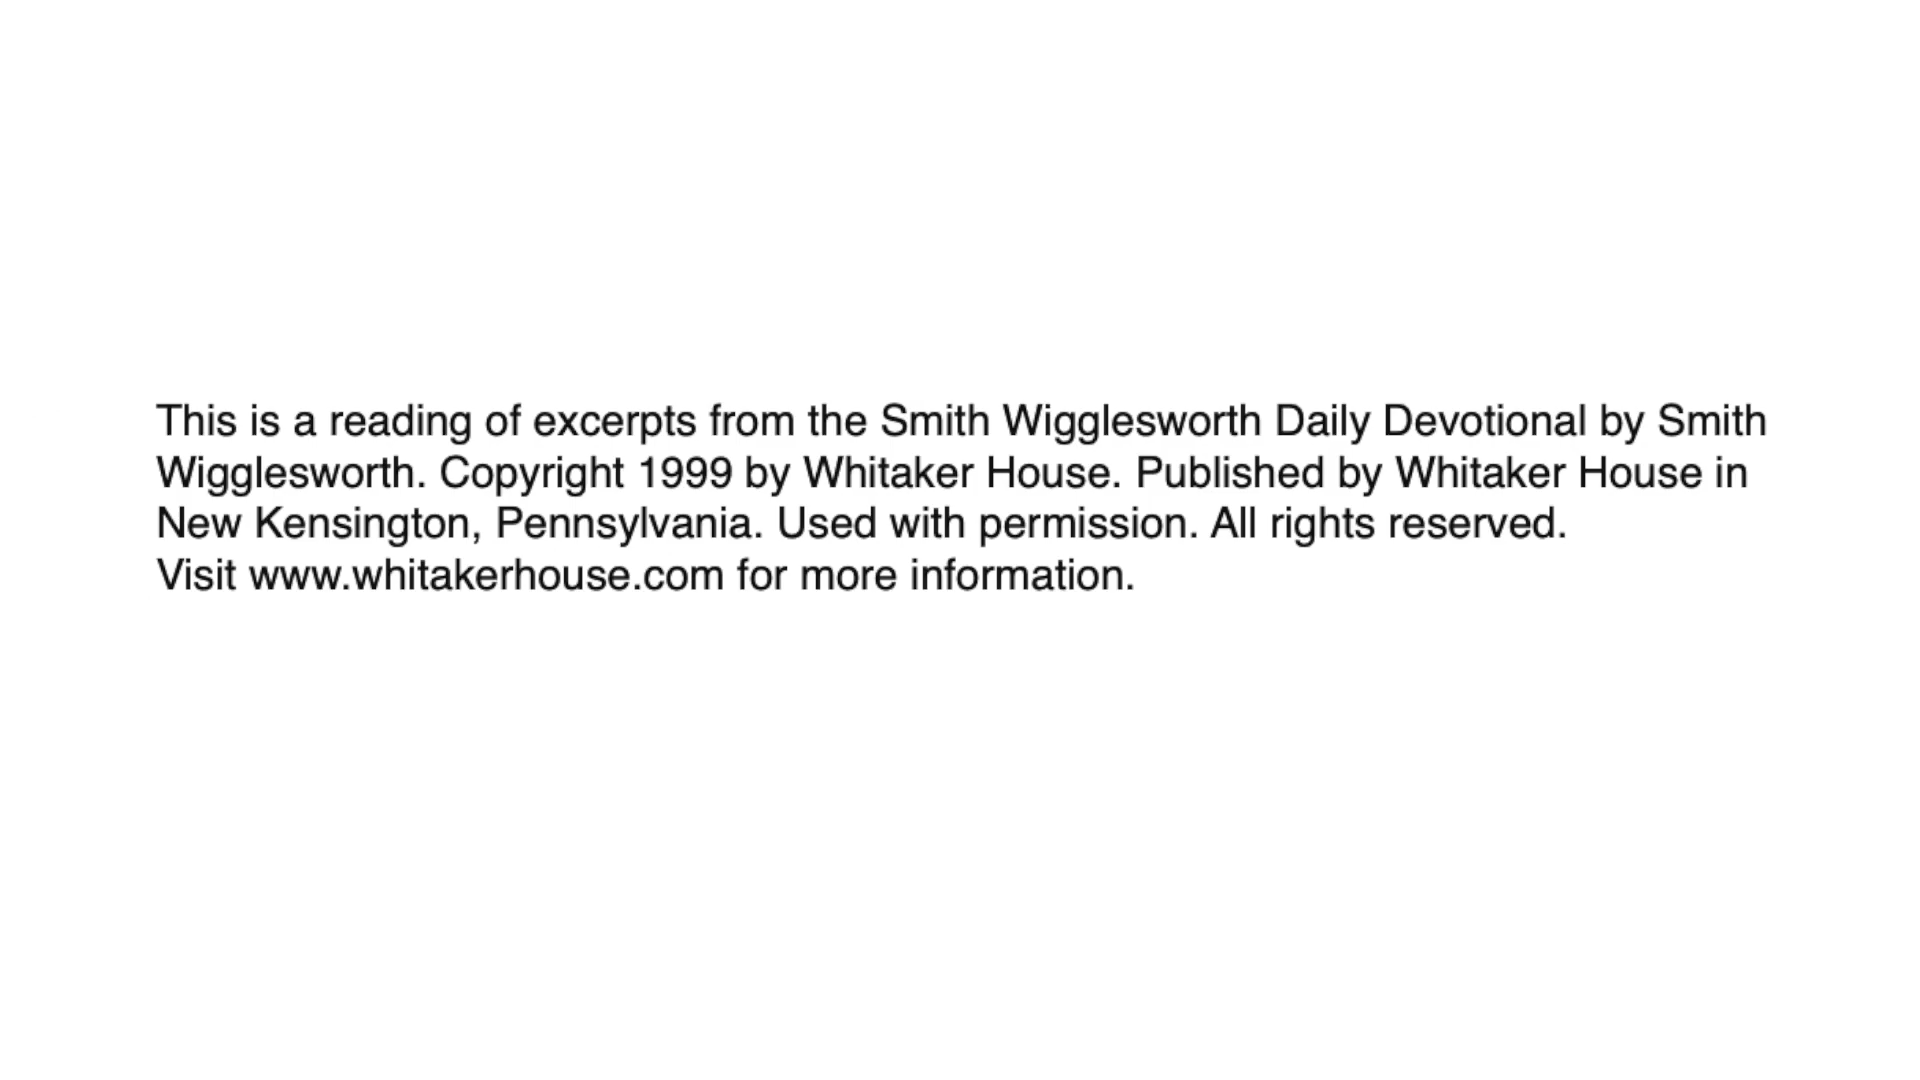 This is a reading of excerpts from the Smith Wigglesworth Daily Devotional by Smith
Wigglesworth. Copyright 1999 by Whitaker House. Published by Whitaker House in
New Kensington, Pennsylvania. Used with permission. All rights reserved.
Visit www.whitakerhouse.com for more information.